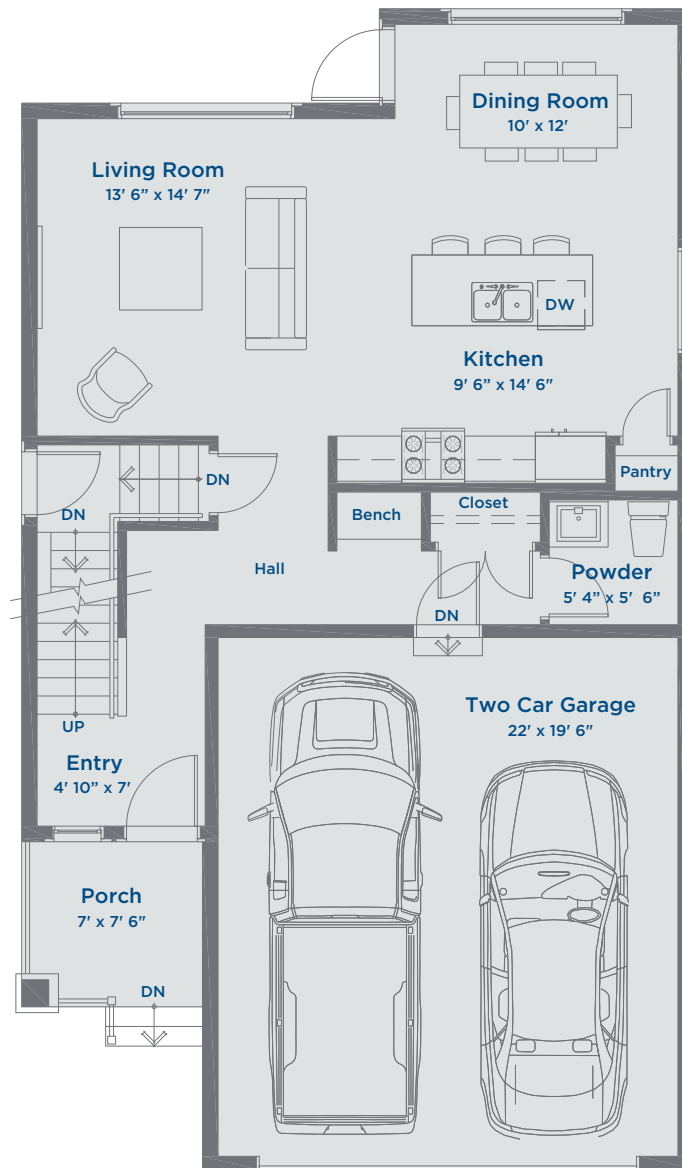 Dining Room
10' x 12'
Living Room
13' 6” x 14' 7"
DW
Kitchen
9' 6” x 14' 6"
Pantry
DN
Closet
DN
Bench
Hall
Powder
5' 4” x 5' 6"
DN
UP
Two Car Garage
22' x 19' 6"
Entry
4' 10” x 7'
Porch
7' x 7' 6"
DN